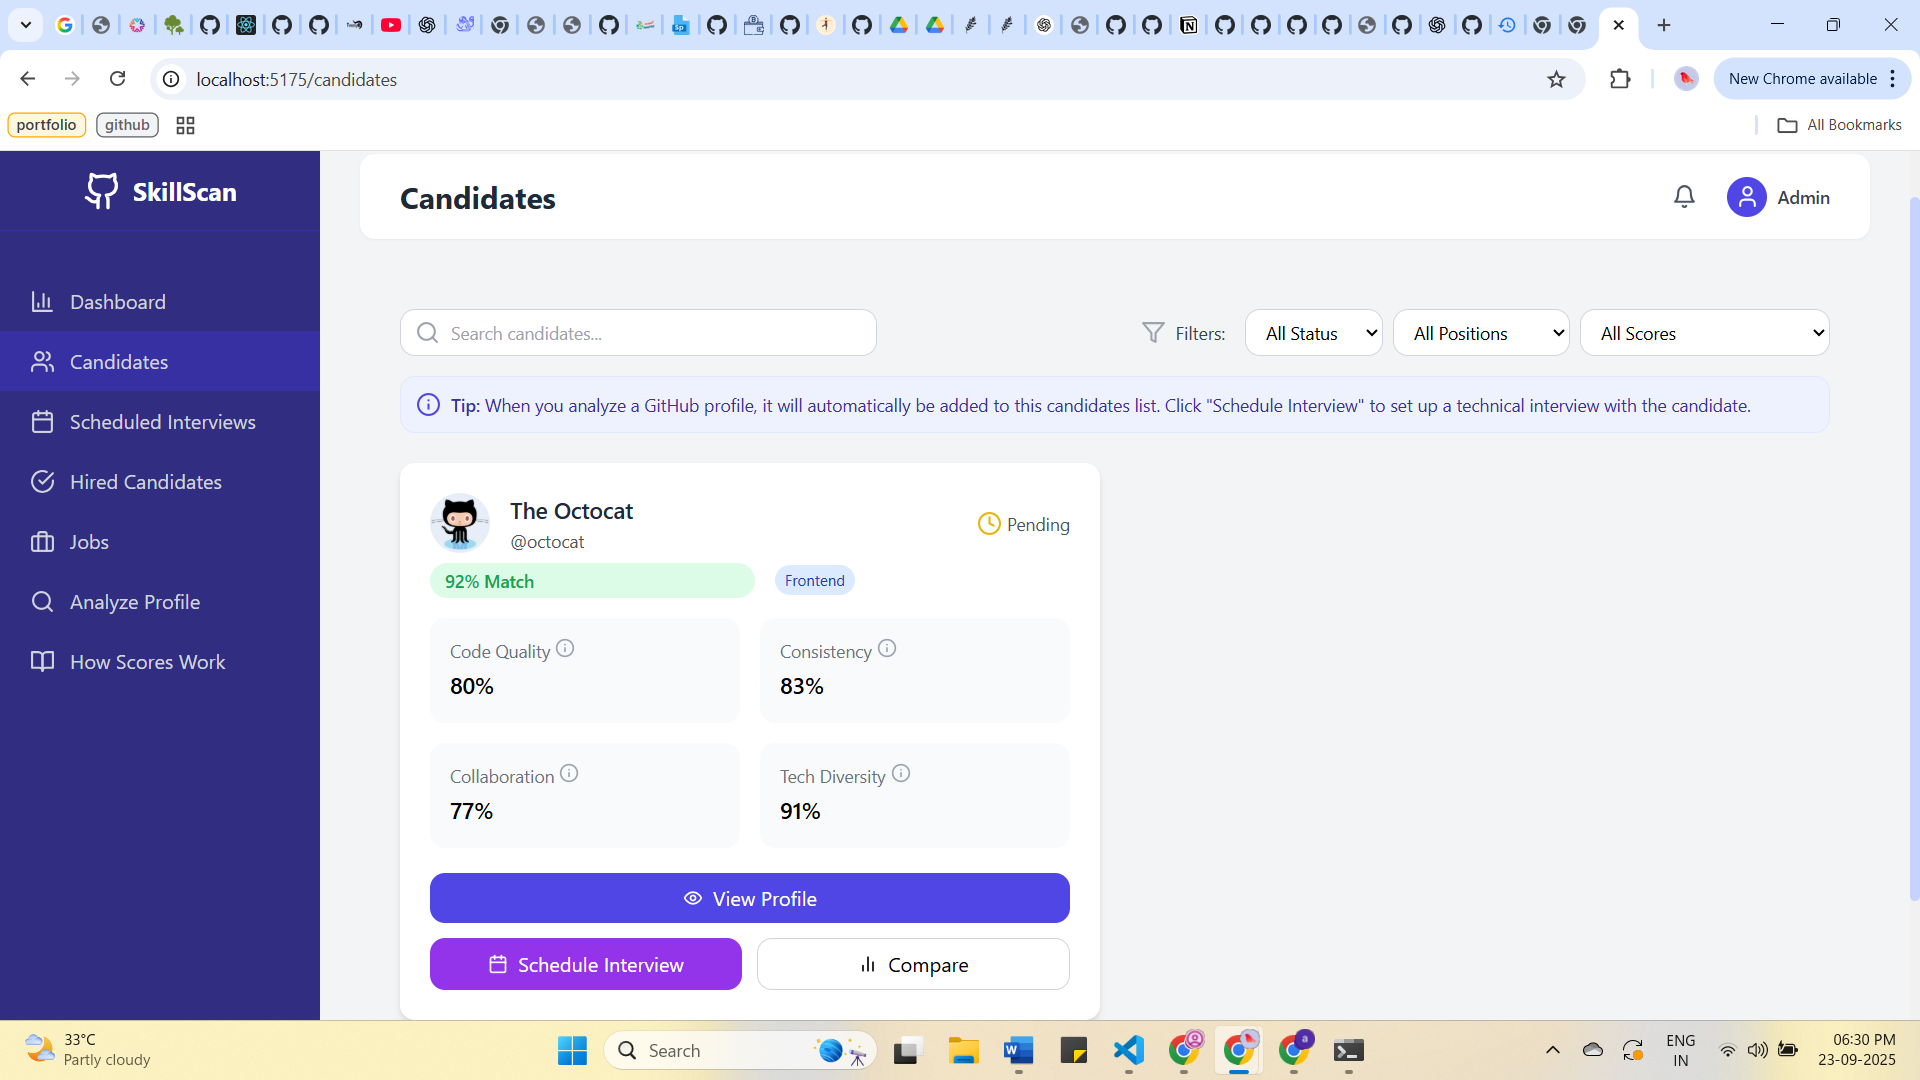 localhost:5175/candidates
New Chrome available
portfolio
github
All Bookmarks
SkillScan
Candidates
Admin
Dashboard
Candidates
Scheduled Interviews
Hired Candidates
Jobs
Analyze Profile
How Scores Work
Search candidates...
Filters:
All Status
All Positions
All Scores
Tip: When you analyze a GitHub profile, it will automatically be added to this candidates list. Click "Schedule Interview" to set up a technical interview with the candidate.
The Octocat
@octocat
Pending
92% Match
Frontend
Code Quality
80%
Consistency
83%
Collaboration
77%
Tech Diversity
91%
View Profile
Schedule Interview
Compare
33°C
Partly cloudy
Search
ENG
IN
06:30 PM
23-09-2025